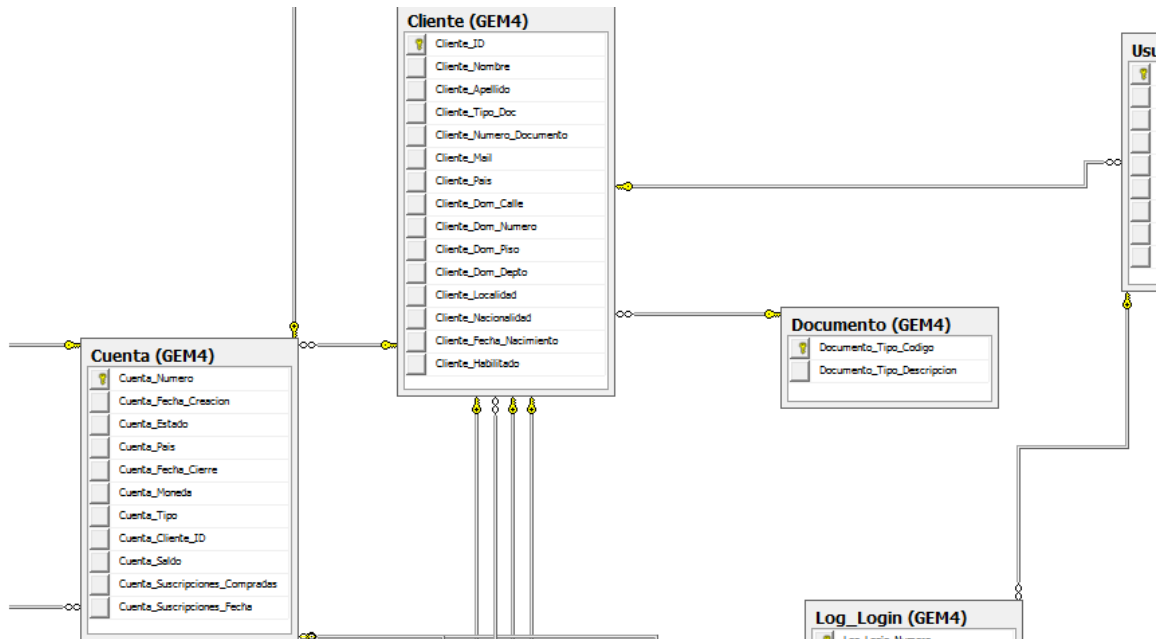 Cliente (GEM4)
Cliente_ID
Cliente_Nombre
Cliente_Apellido
Cliente_Tipo_Doc
Cliente_Numero_Documento
Cliente_Mail
Cliente_Pais
Cliente_Dom_Calle
Cliente_Dom_Numero
Cliente_Dom_Piso
Cliente_Dom_Depto
Cliente_Localidad
Cliente_Nacionalidad
Cliente_Fecha_Nacimiento
Cliente_Habilitado
Usu
Documento (GEM4)
Documento_Tipo_Codigo
Documento_Tipo_Descripcion
Cuenta (GEM4)
Cuenta_Numero
Cuenta_Fecha_Creacion
Cuenta_Estado
Cuenta_Pais
Cuenta_Fecha_Cierre
Cuenta_Moneda
Cuenta_Tipo
Cuenta_Cliente_ID
Cuenta_Saldo
Cuenta_Suscripciones_Compradas
Cuenta_Suscripciones_Fecha
Log_Login (GEM4)